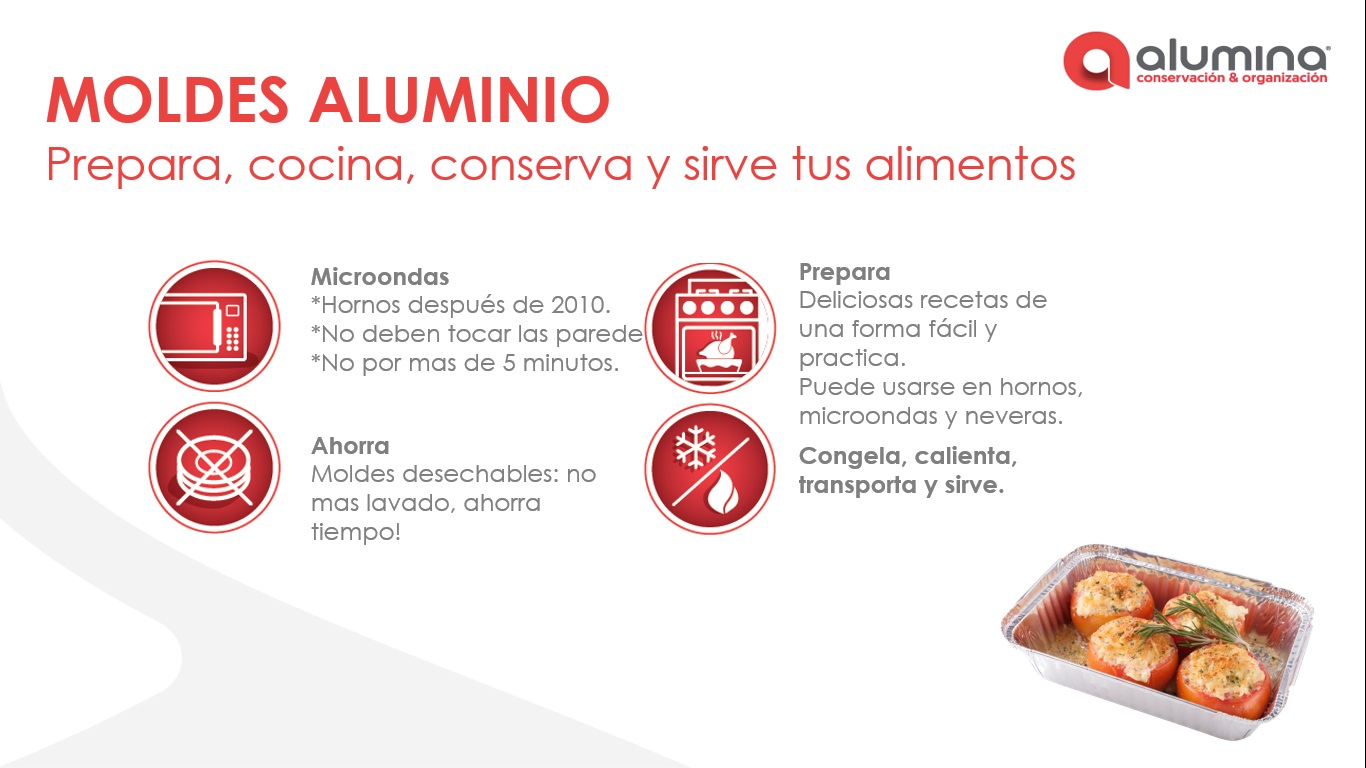 alumina®
conservación & organización
MOLDES ALUMINIO
Prepara, cocina, conserva y sirve tus alimentos
Microondas
*Hornos después de 2010.
*No deben tocar las parede
*No por mas de 5 minutos.
Ahorra
Moldes desechables: no
mas lavado, ahorra
tiempo!
Prepara
Deliciosas recetas de
una forma fácil y
practica.
Puede usarse en hornos,
microondas y neveras.
Congela, calienta,
transporta y sirve.